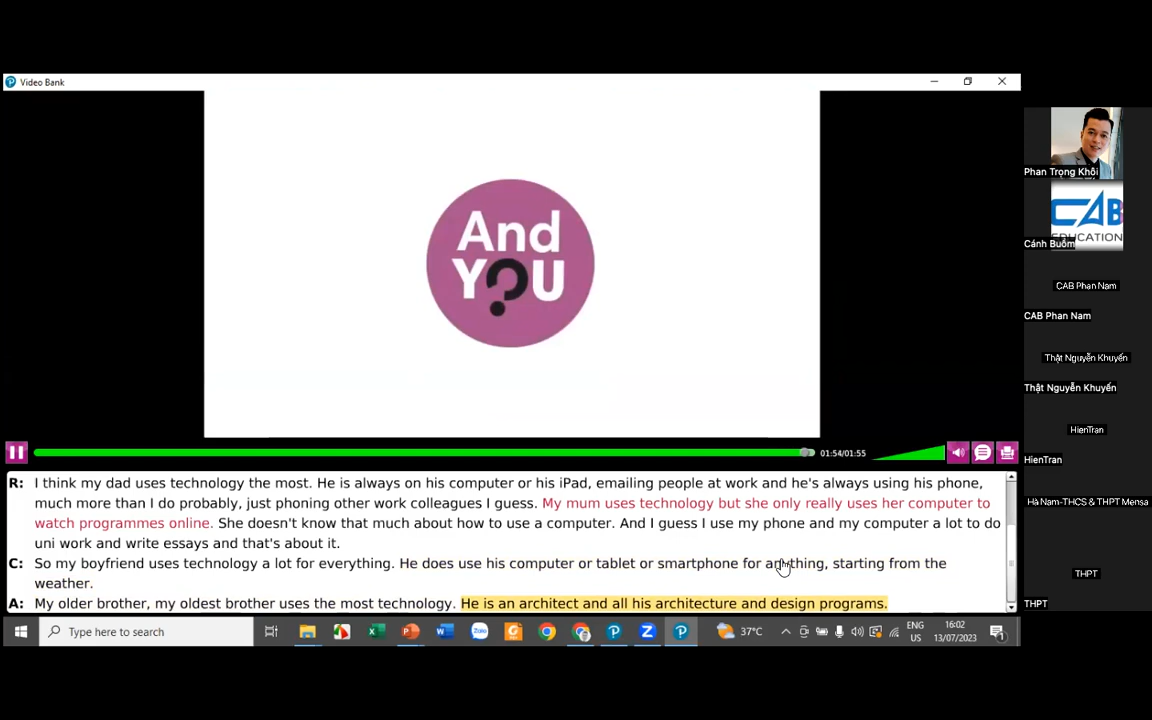 Video Bank
And
YOU
?
01:54/01:55
R: I think my dad uses technology the most. He is always on his computer or his iPad, emailing people at work and he's always using his phone,
much more than I do probably, just phoning other work colleagues I guess. My mum uses technology but she only really uses her computer to
watch programmes online. She doesn't know that much about how to use a computer. And I guess I use my phone and my computer a lot to do
uni work and write essays and that's about it.
C: So my boyfriend uses technology a lot for everything. He does use his computer or tablet or smartphone for anything, starting from the
weather.
A: My older brother, my oldest brother uses the most technology. He is an architect and all his architecture and design programs.
Type here to search
37°C
ENG
US
16:02
13/07/2023
Phan Trọng Khôi
CAB
EDUCATION
Cánh Buồm
CAB Phan Nam
CAB Phan Nam
Thật Nguyễn Khuyến
Thật Nguyễn Khuyến
HienTran
HienTran
Hà Nam-THCS & THPT Mensa
THPT
THPT